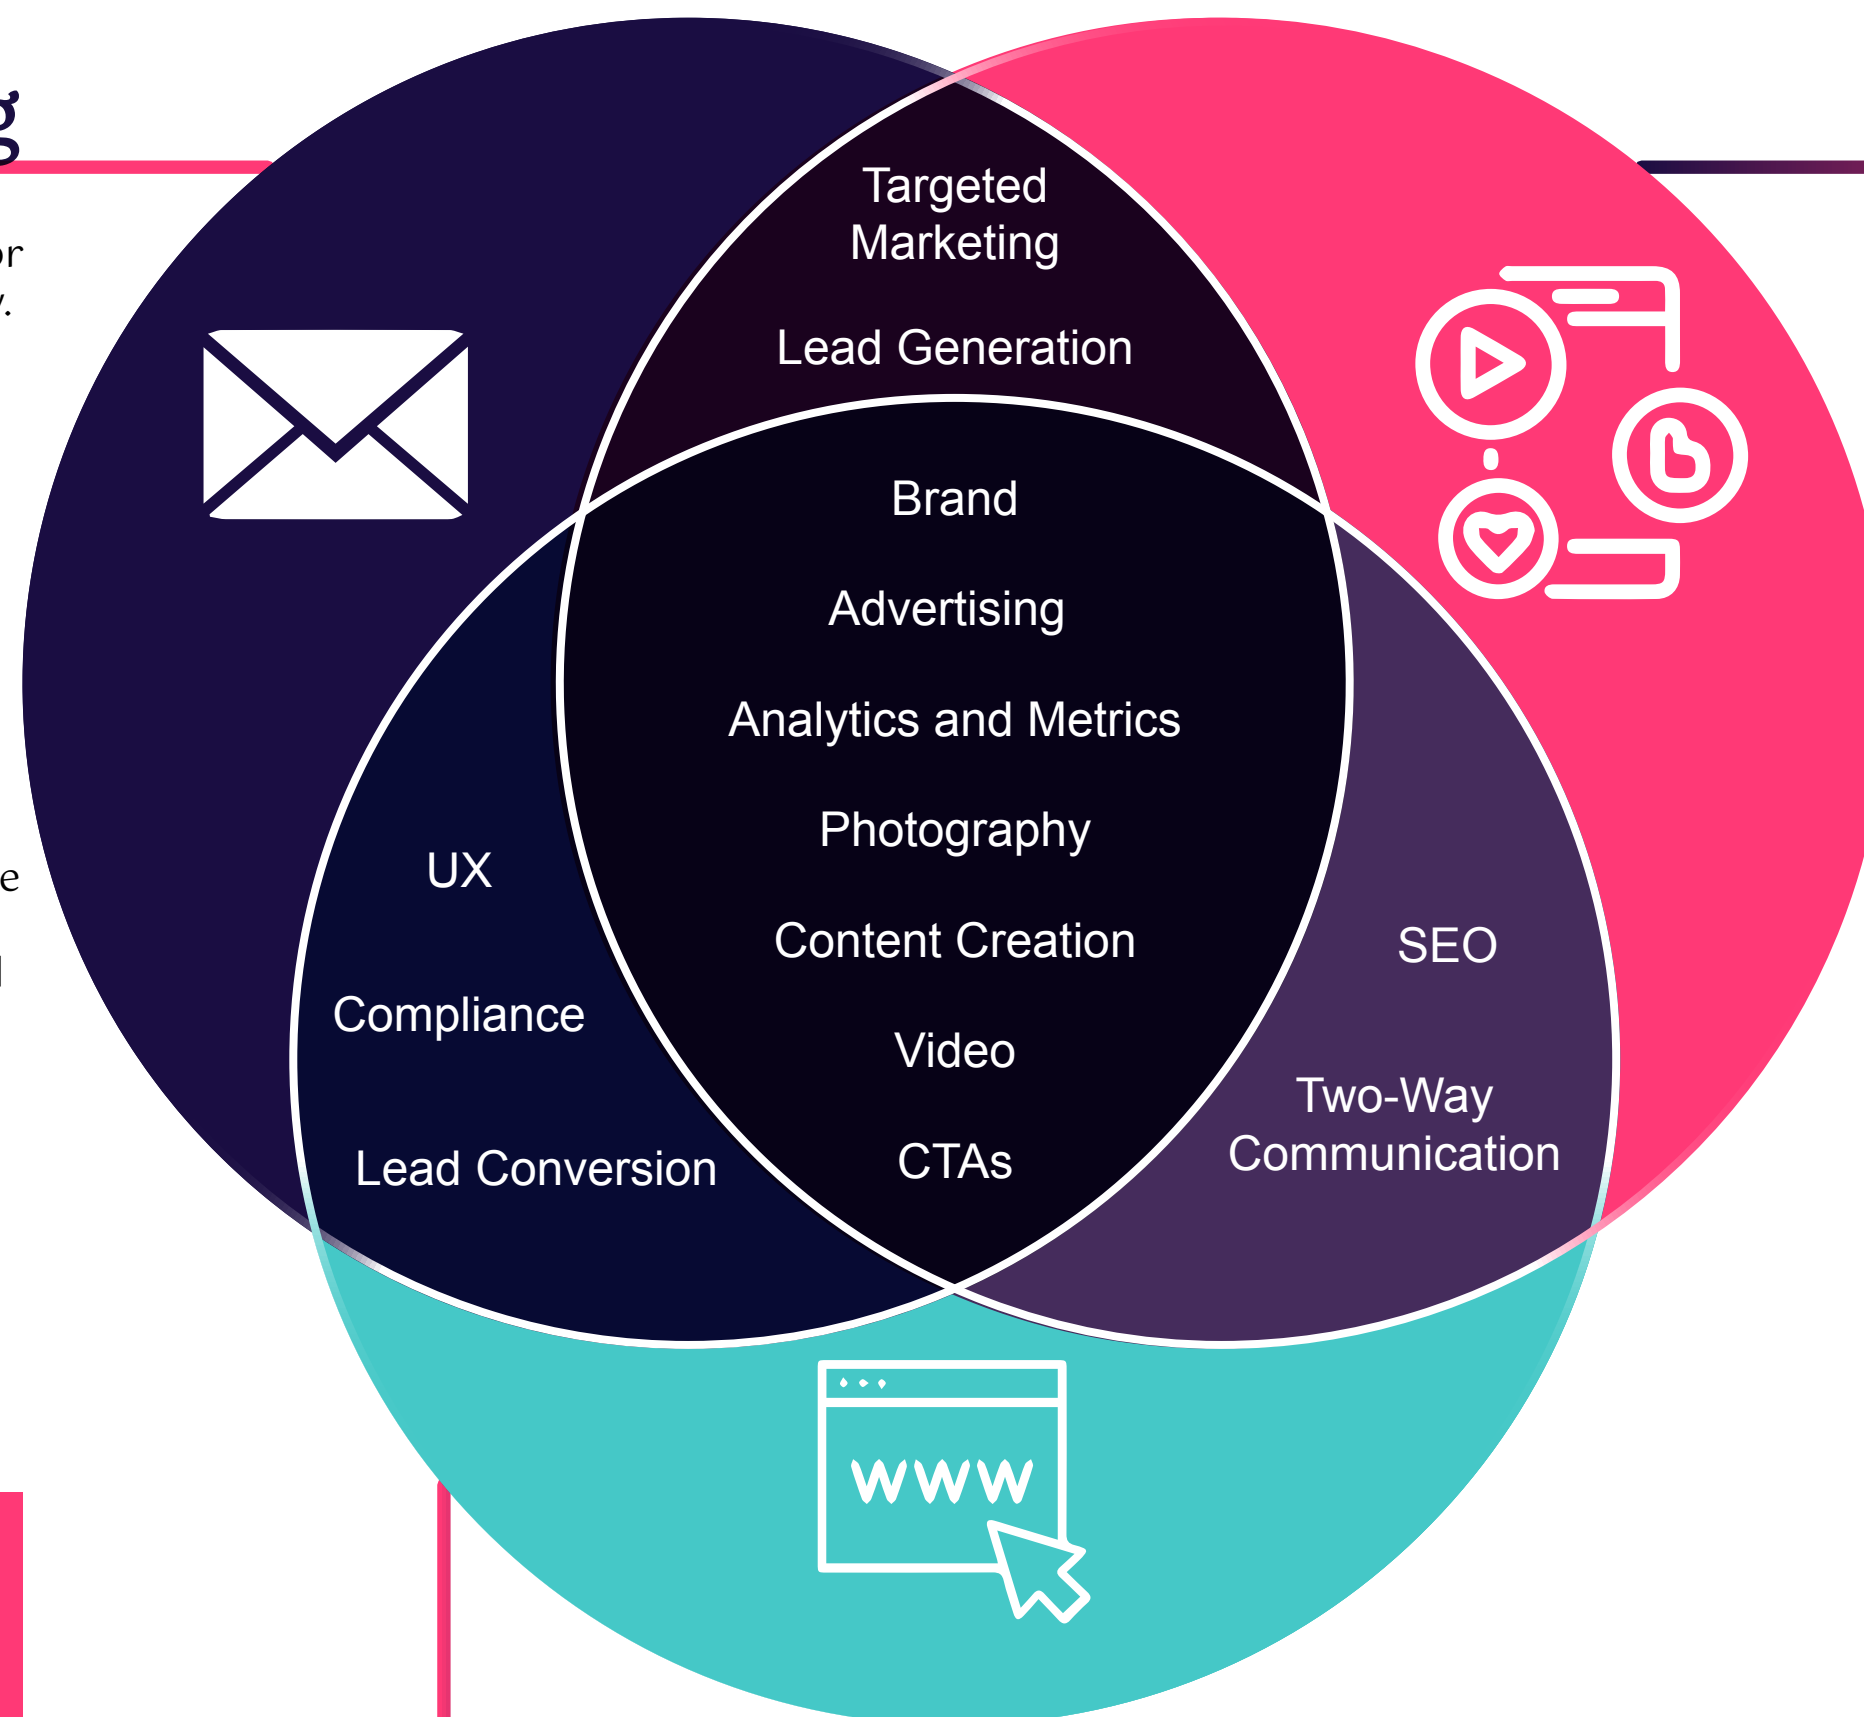 Targeted
Marketing
Lead Generation
Brand
Advertising
Analytics and Metrics
Photography
Content Creation
Video
CTAs
UX
Compliance
Lead Conversion
SEO
Two-Way
Communication
www